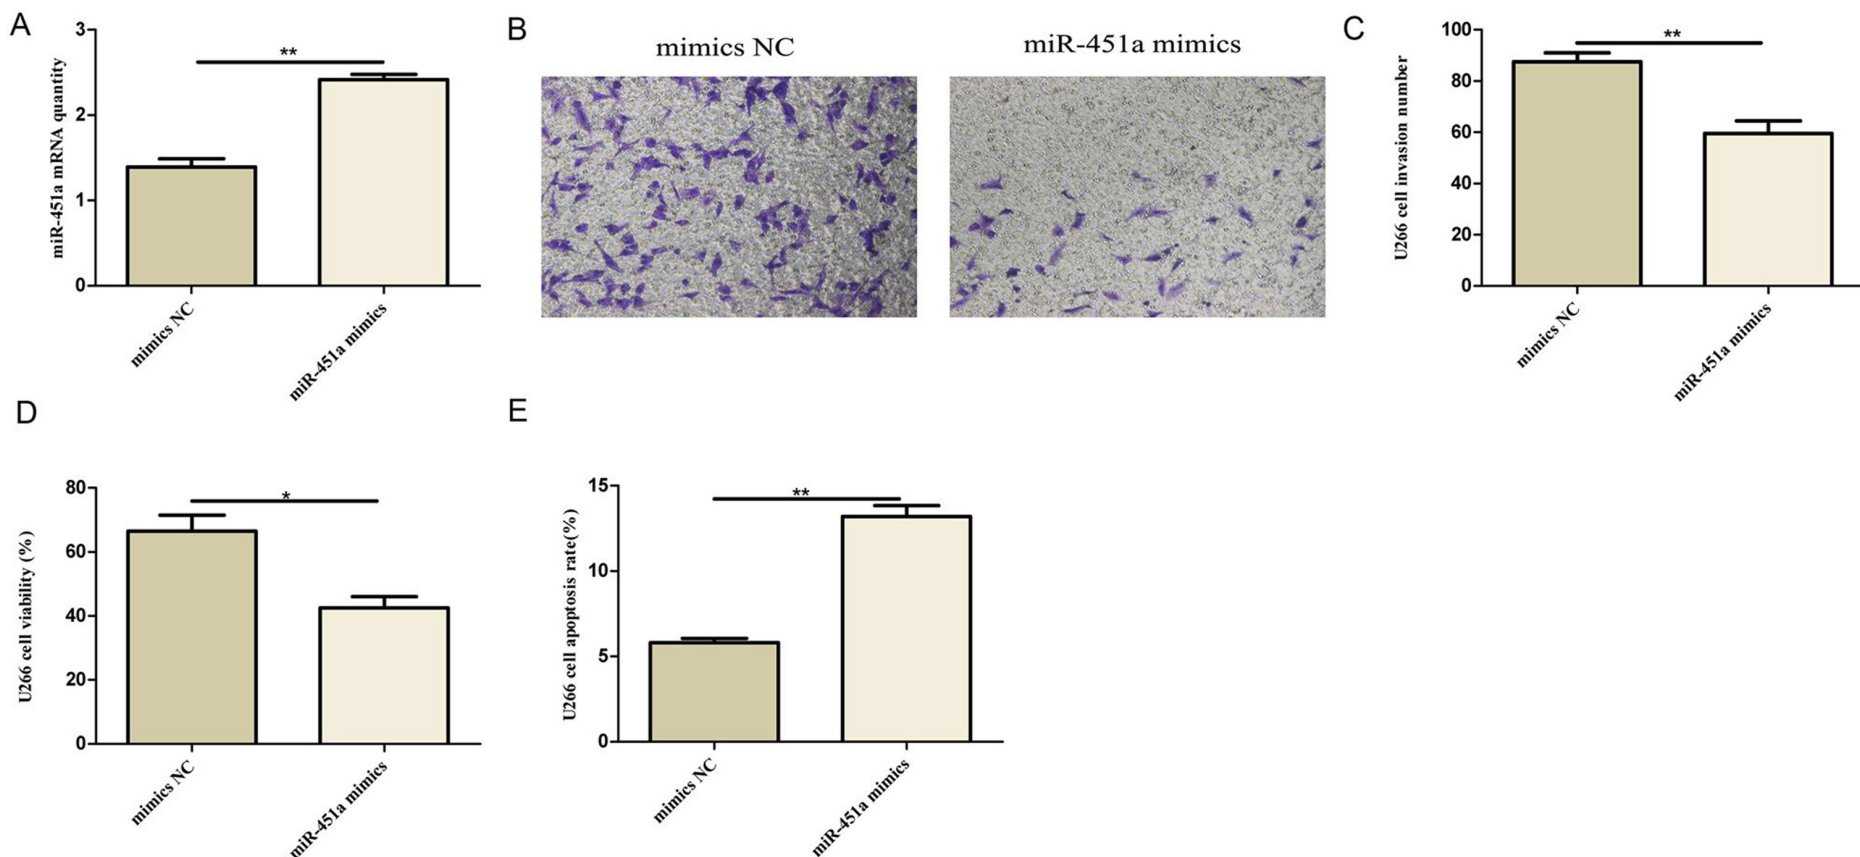 A
miR-451a mRNA quantity
3
2
1
0
**
mimics NC
miR-451a mimics
B
mimics NC
miR-451a mimics
C
U266 cell invasion number
100
80
60
40
20
0
**
mimics NC
miR-451a mimics
D
U266 cell viability (%)
80
60
40
20
0
*
mimics NC
miR-451a mimics
E
U266 cell apoptosis rate(%)
15
10
5
0
**
mimics NC
miR-451a mimics